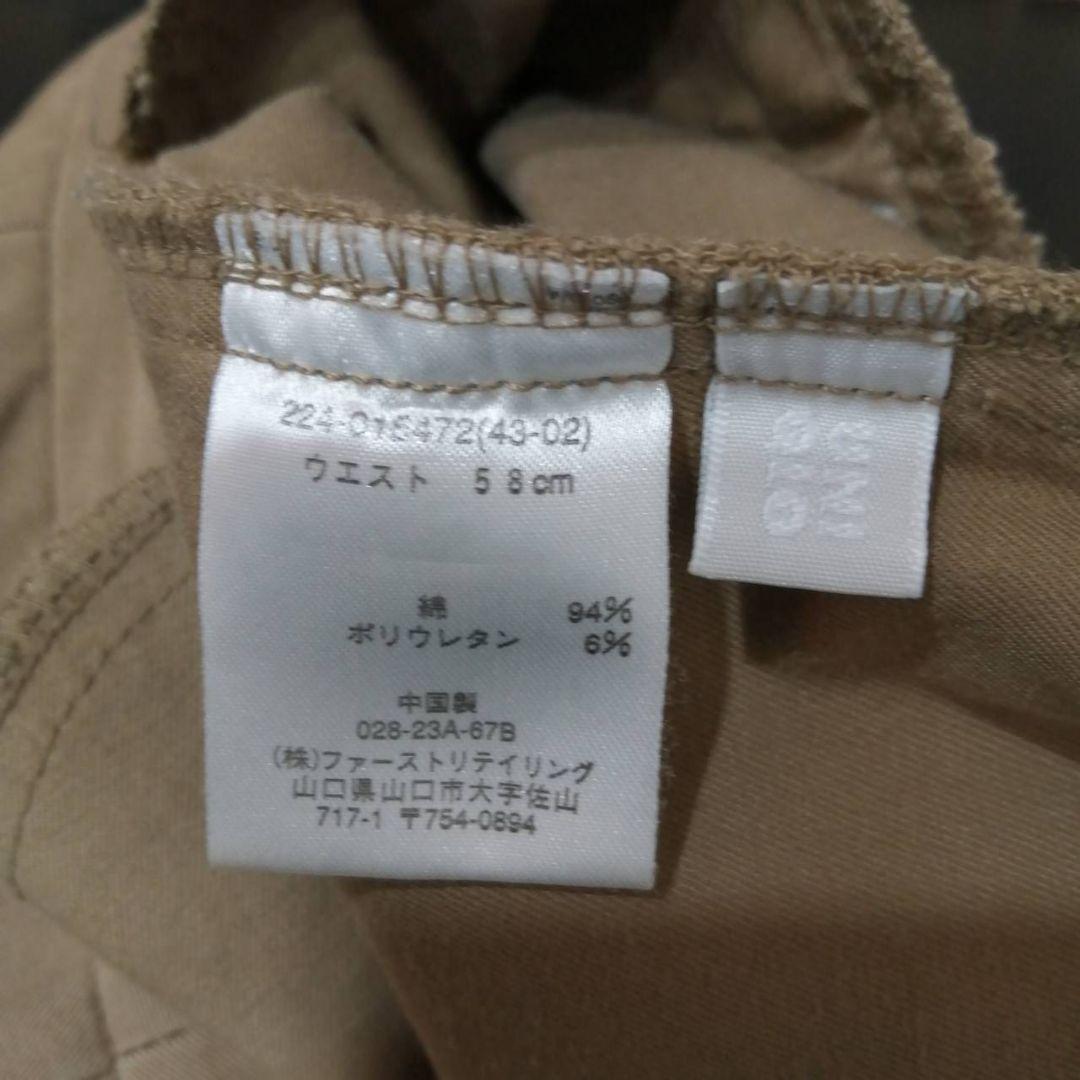 224-016472(43-02)
ウエスト 58cm
綿 94%
ポリウレタン 6%
中国製
028-23A-67B
(株)ファーストリテイリング
山口県山口市大字佐山
717-1 〒754-0894
UNI
QLO